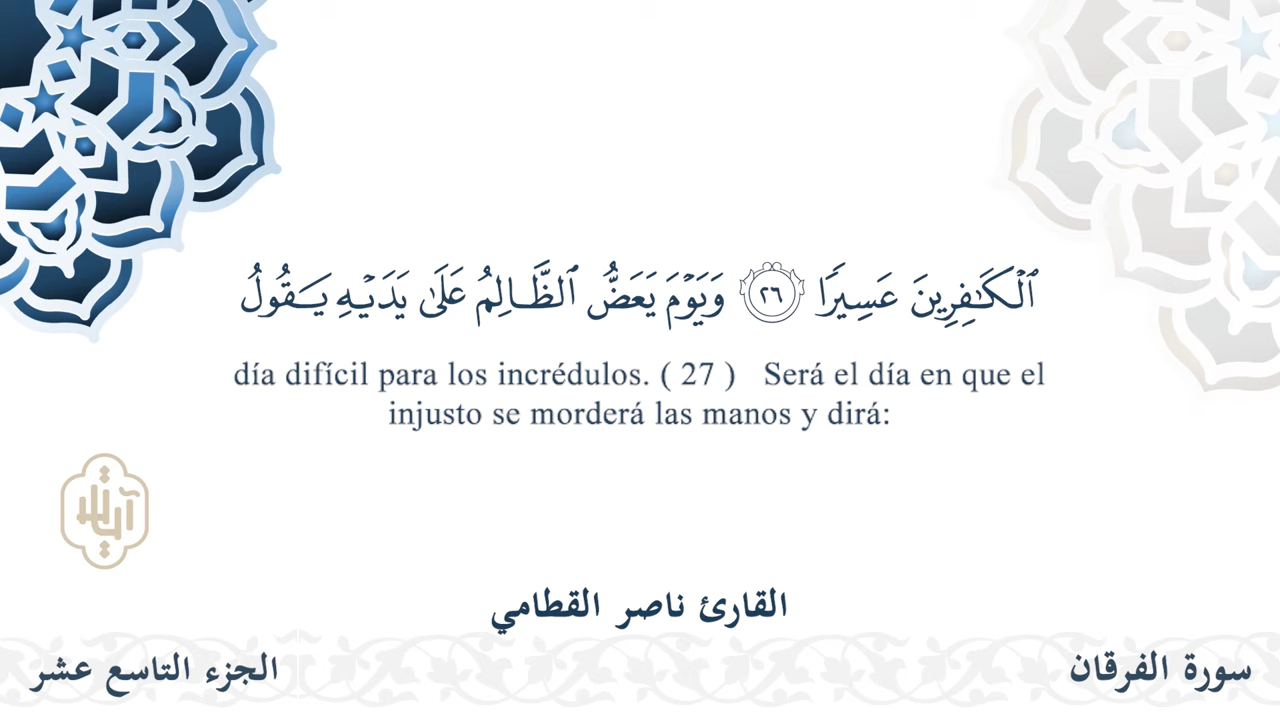 ٱلۡكَٰفِرِينَ عَسِيرٗا ٢٦ وَيَوۡمَ يَعَضُّ ٱلظَّالِمُ عَلَىٰ يَدَيۡهِ يَقُولُ
día difícil para los incrédulos. ( 27 ) Será el día en que el
injusto se morderá las manos y dirá:
آيات
القارئ ناصر القطامي
سورة الفرقان
الجزء التاسع عشر